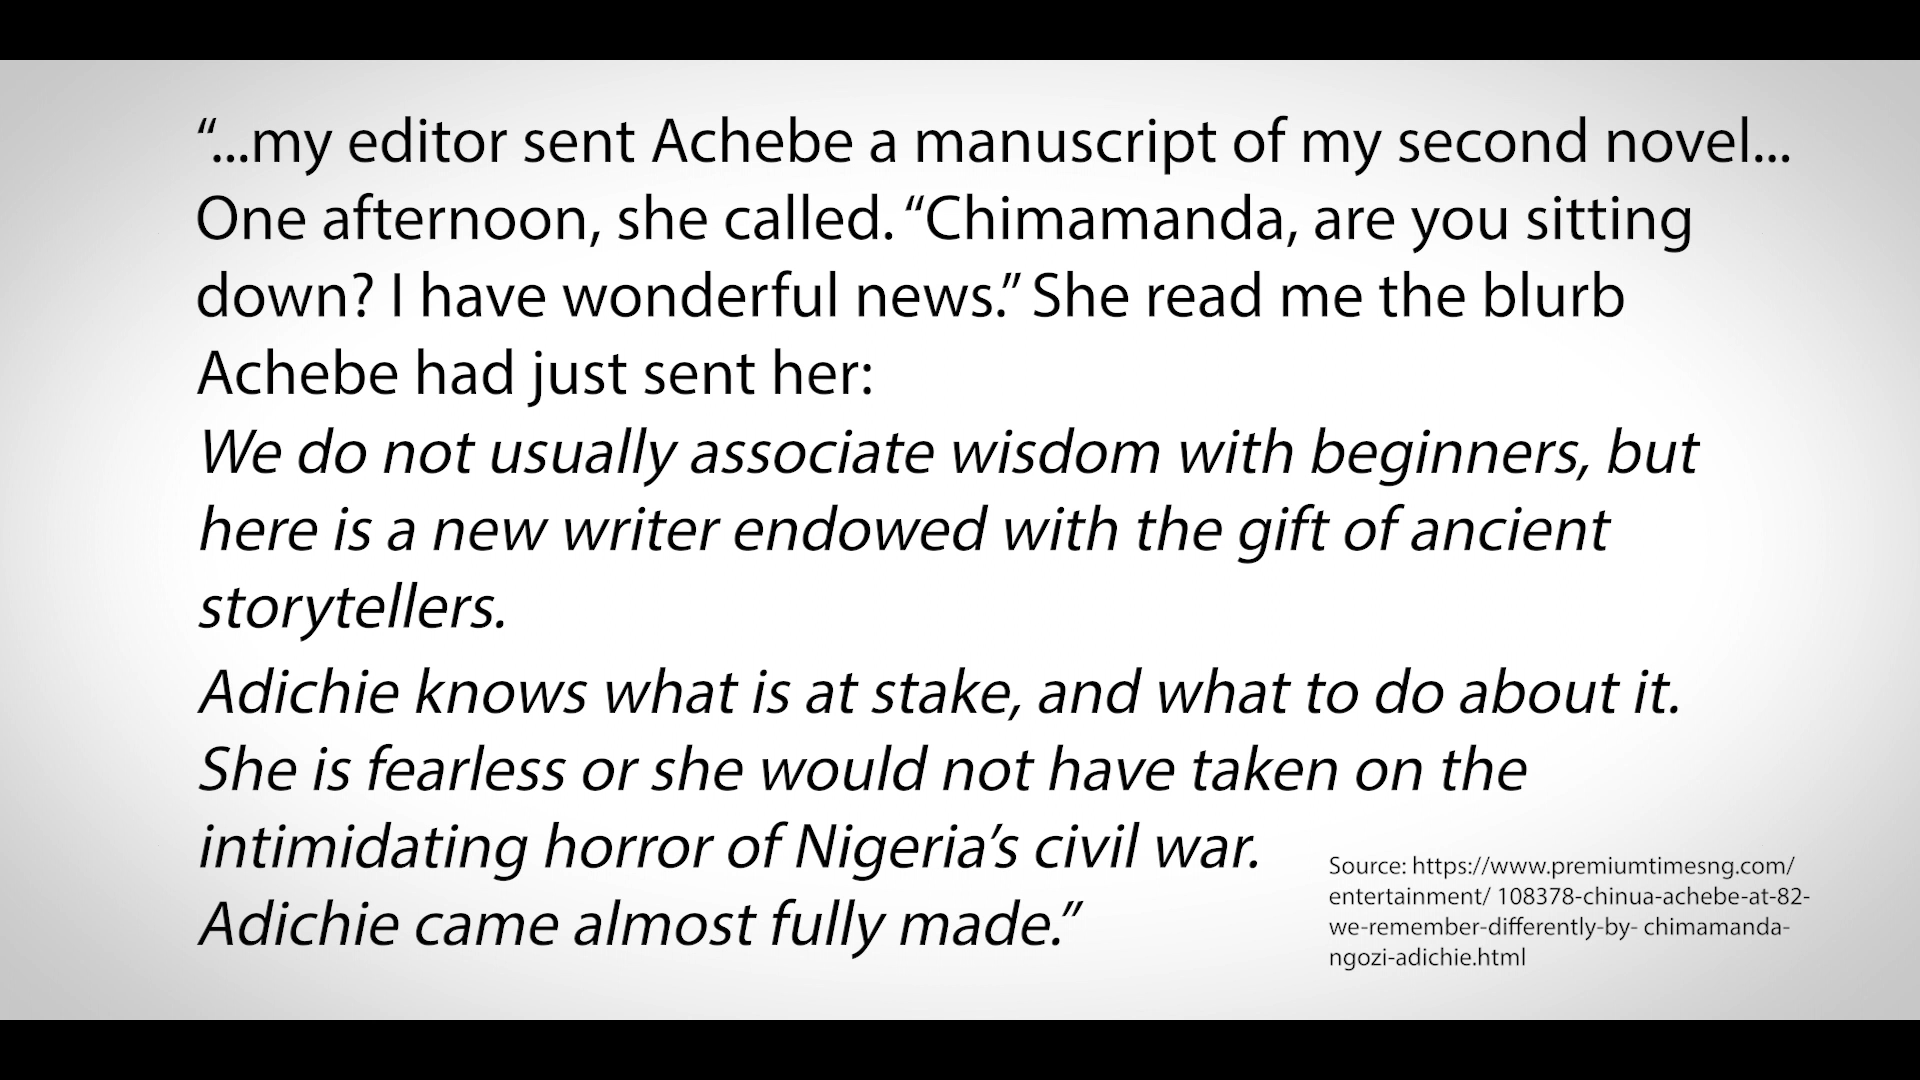 “...my editor sent Achebe a manuscript of my second novel...
One afternoon, she called. “Chimamanda, are you sitting
down? I have wonderful news.” She read me the blurb
Achebe had just sent her:
We do not usually associate wisdom with beginners, but
here is a new writer endowed with the gift of ancient
storytellers.
Adichie knows what is at stake, and what to do about it.
She is fearless or she would not have taken on the
intimidating horror of Nigeria’s civil war.
Adichie came almost fully made.”
Source: https://www.premiumtimesng.com/
entertainment/ 108378-chinua-achebe-at-82-
we-remember-differently-by- chimamanda-
ngozi-adichie.html